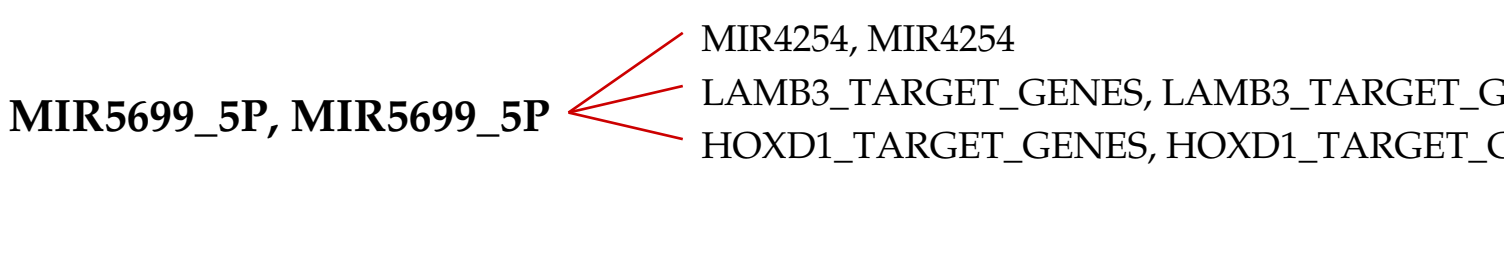 MIR4254, MIR4254
MIR5699_5P, MIR5699_5P
LAMB3_TARGET_GENES, LAMB3_TARGET_G
HOXD1_TARGET_GENES, HOXD1_TARGET_